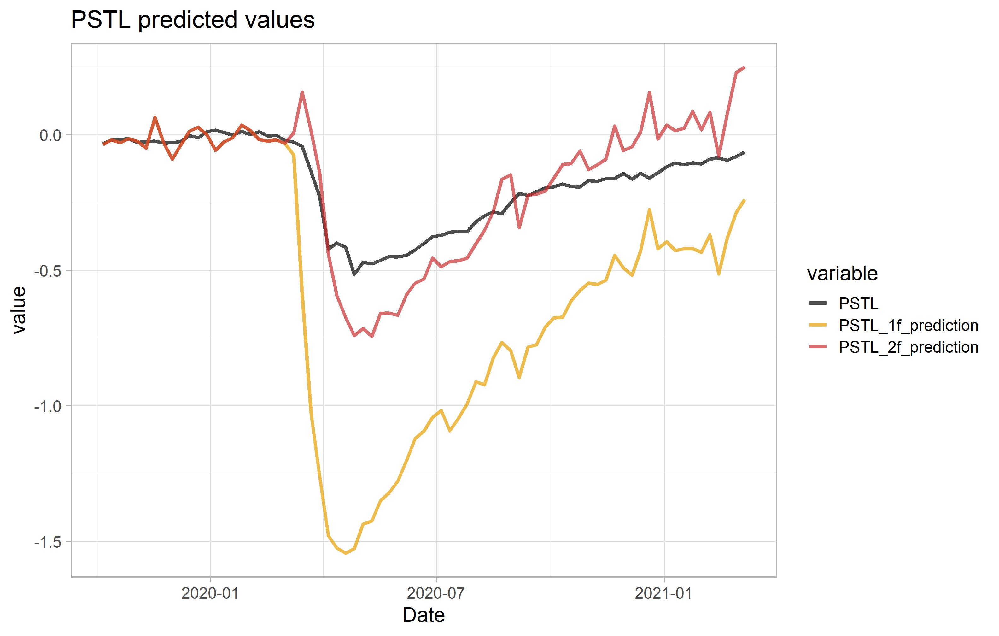 PSTL predicted values
value
0.0
-0.5
-1.0
-1.5
2020-01
2020-07
2021-01
Date
variable
PSTL
PSTL_1f_prediction
PSTL_2f_prediction